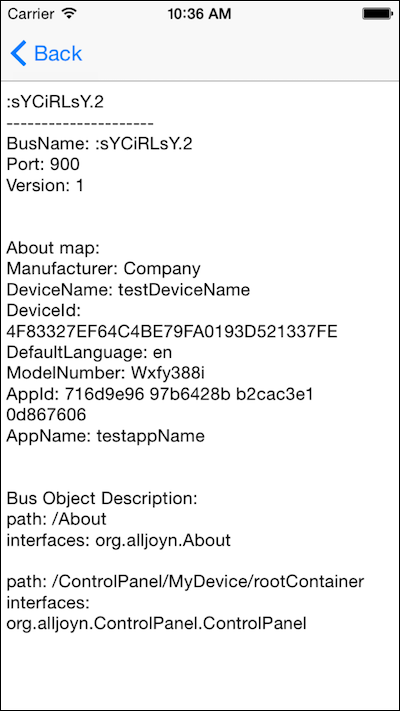 Carrier 10:36 AM
Back
:sYCiRLsY.2
---------------------
BusName: :sYCiRLsY.2
Port: 900
Version: 1
About map:
Manufacturer: Company
DeviceName: testDeviceName
DeviceId:
4F83327EF64C4BE79FA0193D521337FE
DefaultLanguage: en
ModelNumber: Wxfy388i
AppId: 716d9e96 97b6428b b2cac3e1
0d867606
AppName: testappName
Bus Object Description:
path: /About
interfaces: org.alljoyn.About
path: /ControlPanel/MyDevice/rootContainer
interfaces:
org.alljoyn.ControlPanel.ControlPanel